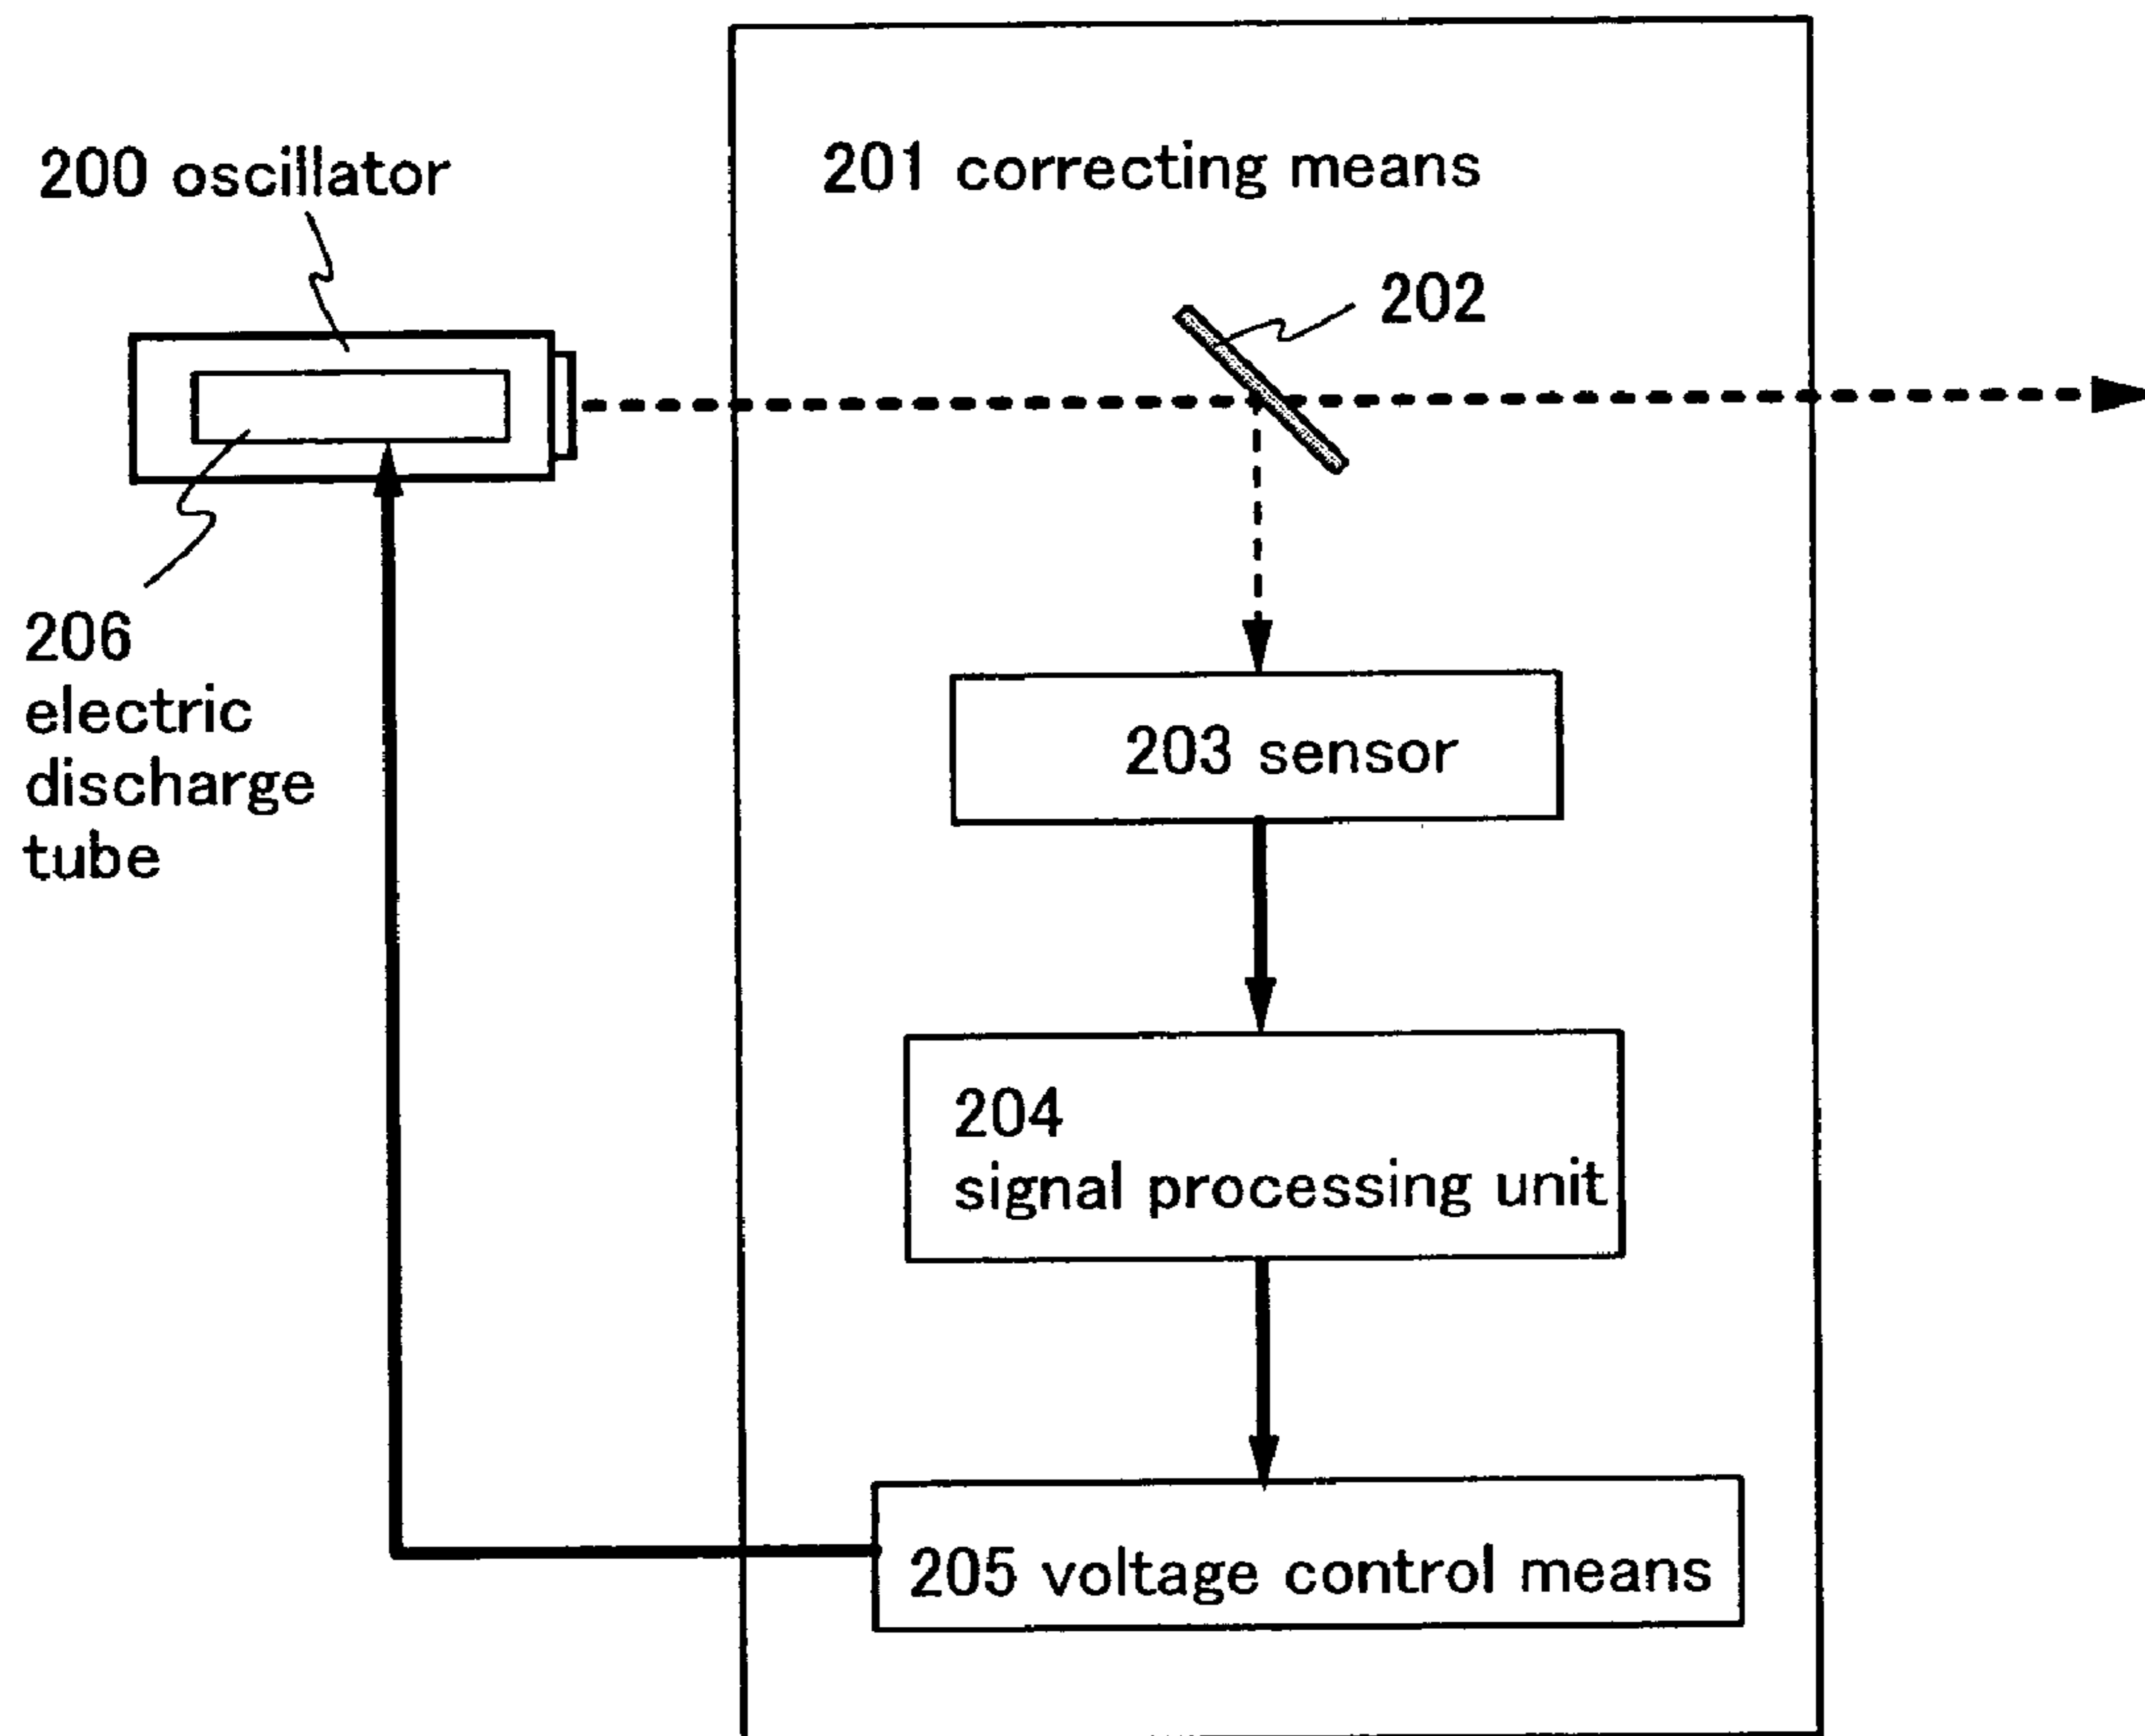 200 oscillator
201 correcting means
202
206
electric
discharge
tube
203 sensor
204
signal processing unit
205 voltage control means